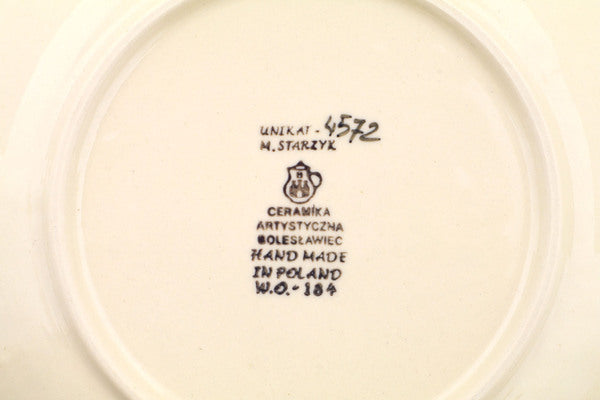 UNIKAT - 4572
M. STARZYK
CERAMIKA
ARTYSTYCZNA
BOLESŁAWIEC
HAND MADE
IN POLAND
W.O.-184